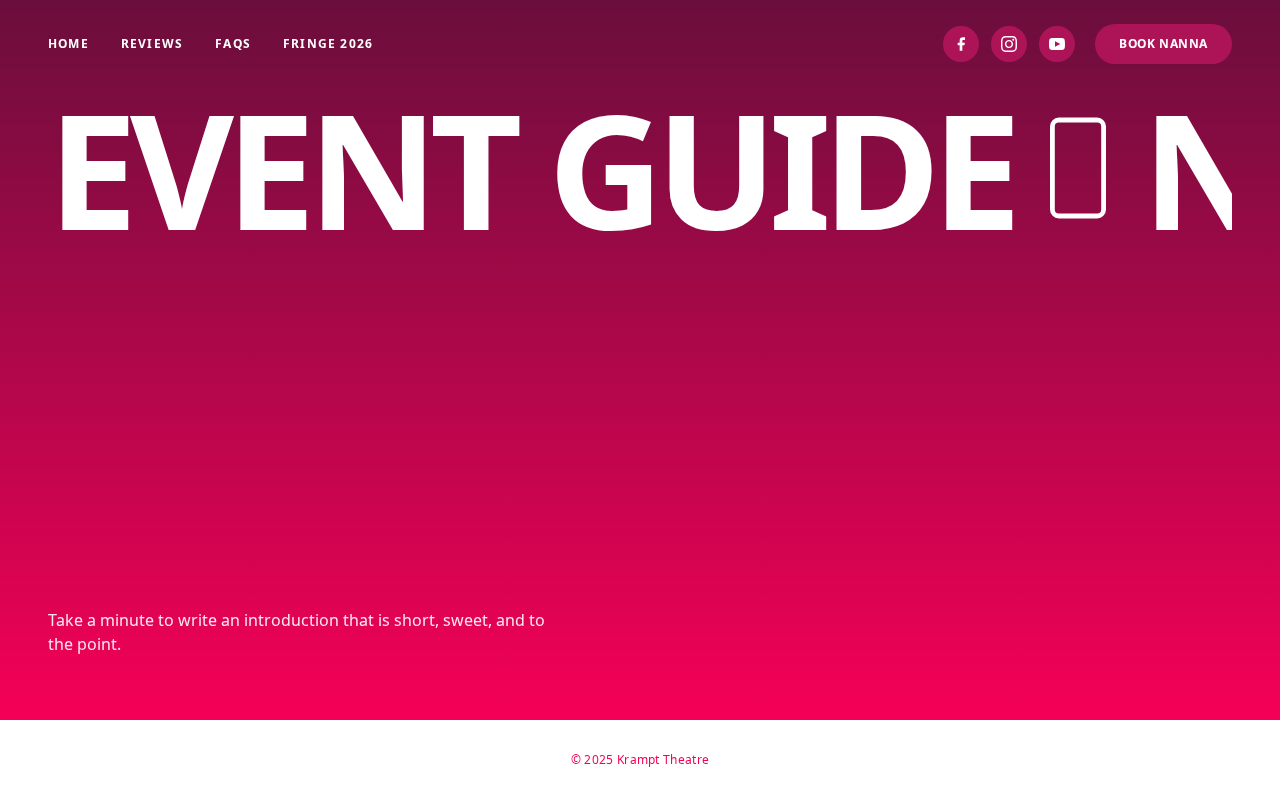 HOME
REVIEWS
FAQS
FRINGE 2026
BOOK NANNA
EVENT GUIDE
Take a minute to write an introduction that is short, sweet, and to
the point.
© 2025 Krampt Theatre